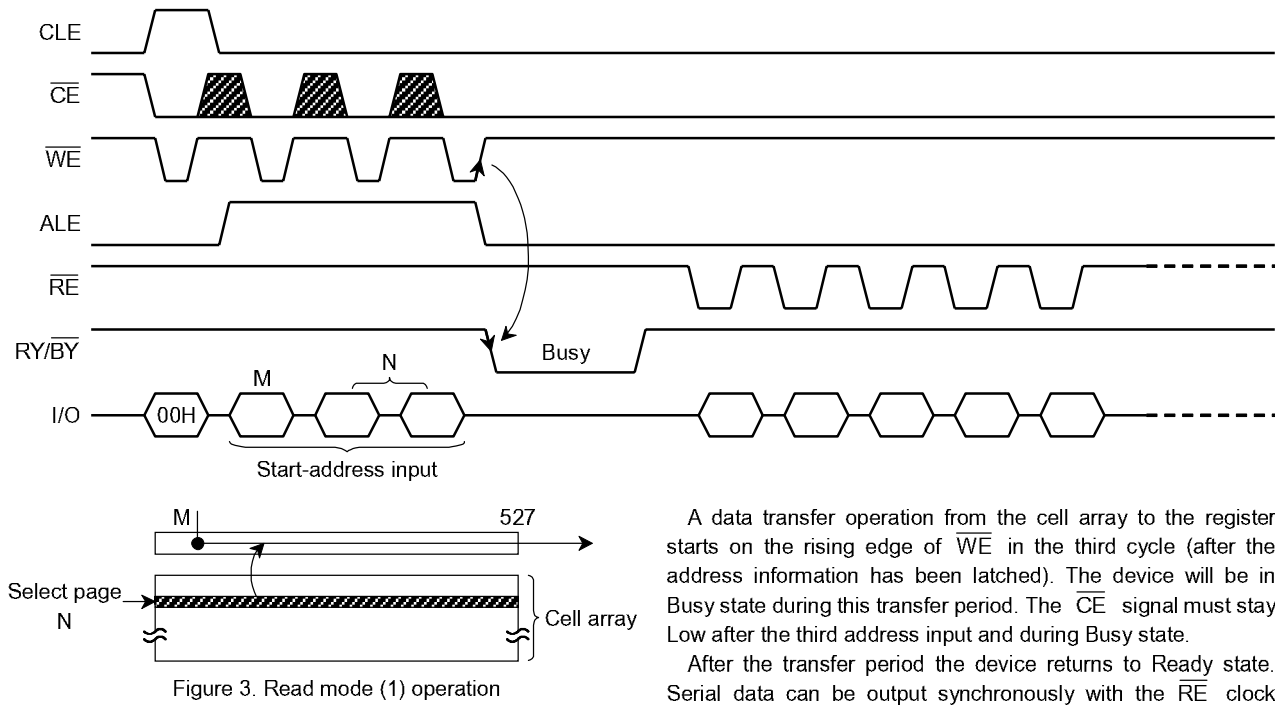 CLE
CE
WE
ALE
RE
RY/BY
Busy
M
N
I/O
00H
Start-address input
M
527
Select page
N
Cell array
Figure 3. Read mode (1) operation
A data transfer operation from the cell array to the register
starts on the rising edge of WE in the third cycle (after the
address information has been latched). The device will be in
Busy state during this transfer period. The CE signal must stay
Low after the third address input and during Busy state.
After the transfer period the device returns to Ready state.
Serial data can be output synchronously with the RE clock